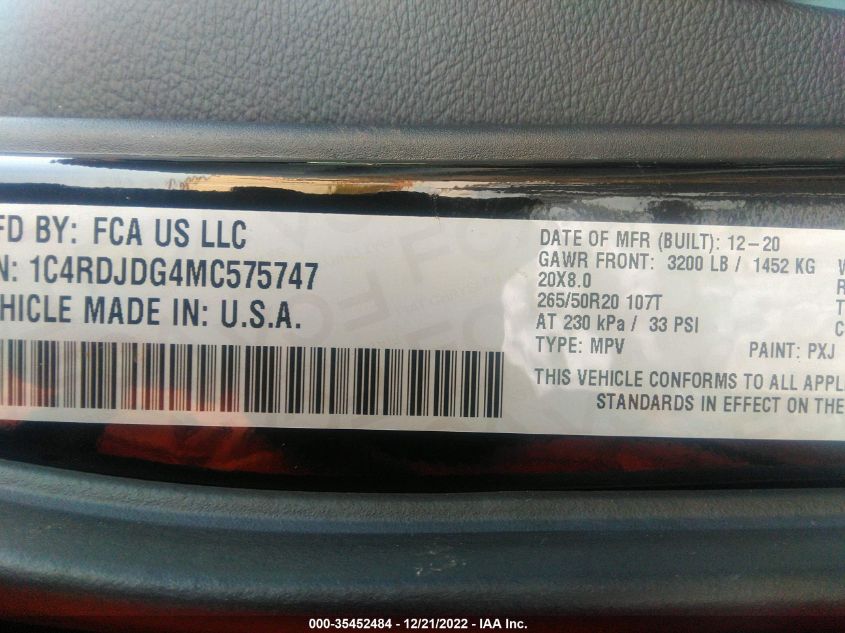 MFD BY: FCA US LLC
1C4RDJDG4MC575747
VEHICLE MADE IN: U.S.A.
DATE OF MFR (BUILT): 12-20
GAWR FRONT: 3200 LB / 1452 KG
20X8.0
265/50R20 107T
AT 230 kPa / 33 PSI
TYPE: MPV PAINT: PXJ
THIS VEHICLE CONFORMS TO ALL APPL
STANDARDS IN EFFECT ON THE
000-35452484 - 12/21/2022 - IAA Inc.